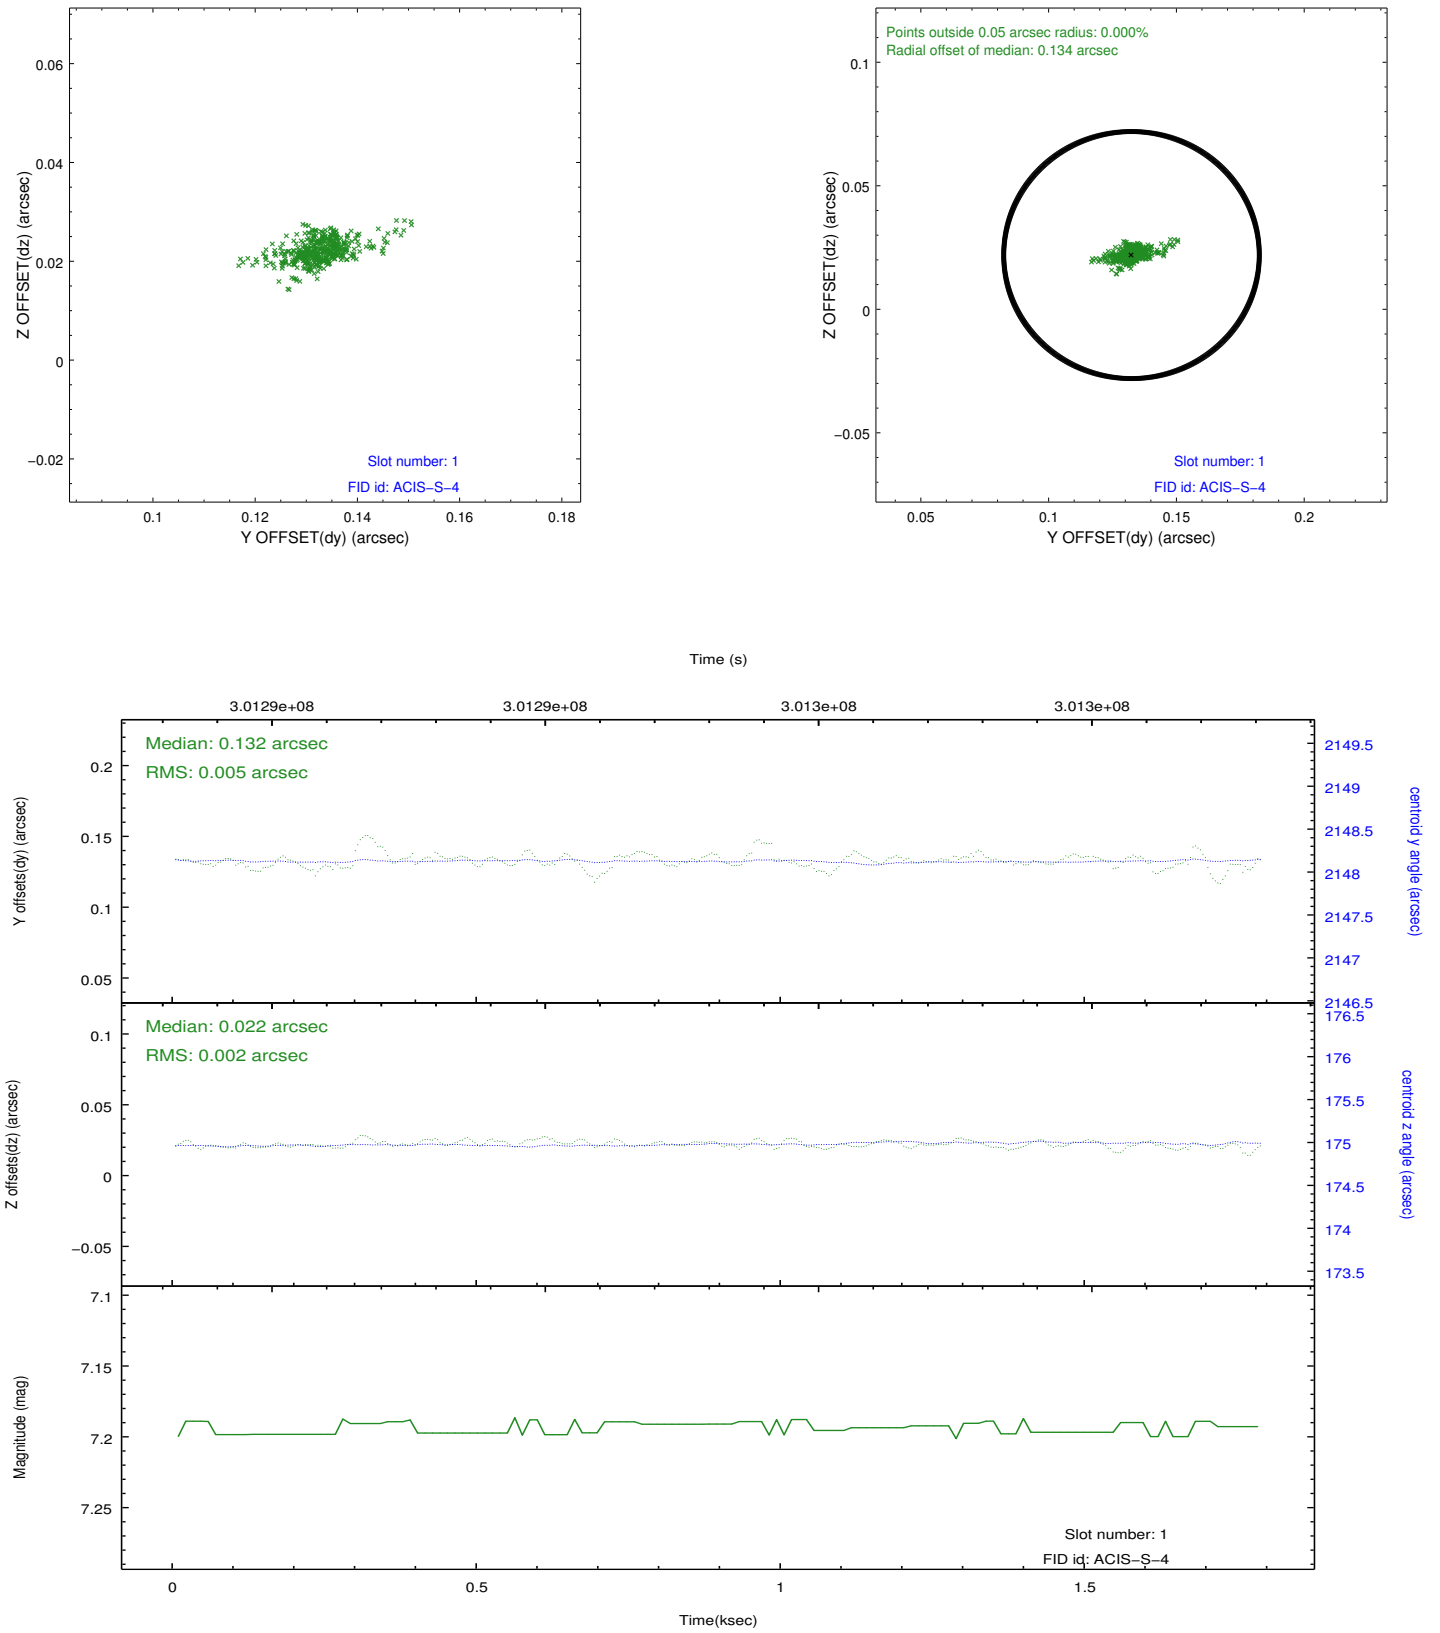 0.06
0.04
0.02
0
−0.02
Z OFFSET(dz) (arcsec)
Slot number: 1
FID id: ACIS−S−4
0.1
0.12
0.14
0.16
0.18
Y OFFSET(dy) (arcsec)
Points outside 0.05 arcsec radius: 0.000%
Radial offset of median: 0.134 arcsec
0.1
0.05
0
−0.05
Z OFFSET(dz) (arcsec)
Slot number: 1
FID id: ACIS−S−4
0.05
0.1
0.15
0.2
Y OFFSET(dy) (arcsec)
Time (s)
3.0129e+08
3.0129e+08
3.013e+08
3.013e+08
Median: 0.132 arcsec
RMS: 0.005 arcsec
0.2
0.15
0.1
0.05
Y offsets(dy) (arcsec)
2149.5
2149
2148.5
2148
2147.5
2147
2146.5
centroid y angle (arcsec)
Median: 0.022 arcsec
RMS: 0.002 arcsec
0.1
0.05
0
−0.05
Z offsets(dz) (arcsec)
176.5
176
175.5
175
174.5
174
173.5
centroid z angle (arcsec)
7.1
7.15
7.2
7.25
Magnitude (mag)
Slot number: 1
FID id: ACIS−S−4
0
0.5
1
1.5
Time(ksec)